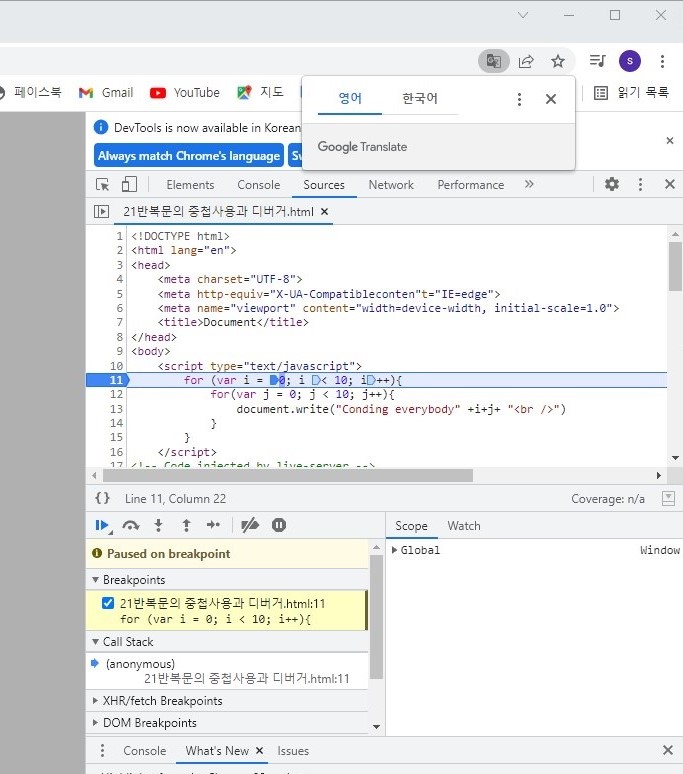 S
페이스북 Gmail YouTube 지도 읽기 목록
영어 한국어
Google Translate
DevTools is now available in Korean
Always match Chrome's language Sw
Elements Console Sources Network Performance
21반복문의 중첩사용과 디버거.html
1 <!DOCTYPE html>
2 <html lang="en">
3 <head>
4 <meta charset="UTF-8">
5 <meta http-equiv="X-UA-Compatibleconten"t="IE=edge">
6 <meta name="viewport" content="width=device-width, initial-scale=1.0">
7 <title>Document</title>
8 </head>
9 <body>
10 <script type="text/javascript">
11 for (var i = 0; i < 10; i++){
12 for(var j = 0; j < 10; j++){
13 document.write("Conding everybody" +i+j+ "<br />")
14 }
15 }
16 </script>
17 <!-- Code injected by live-server -->
{} Line 11, Column 22 Coverage: n/a
Scope Watch
Paused on breakpoint
Global Window
Breakpoints
21반복문의 중첩사용과 디버거.html:11
for (var i = 0; i < 10; i++){
Call Stack
(anonymous)
21반복문의 중첩사용과 디버거.html:11
XHR/fetch Breakpoints
DOM Breakpoints
Console What's New Issues